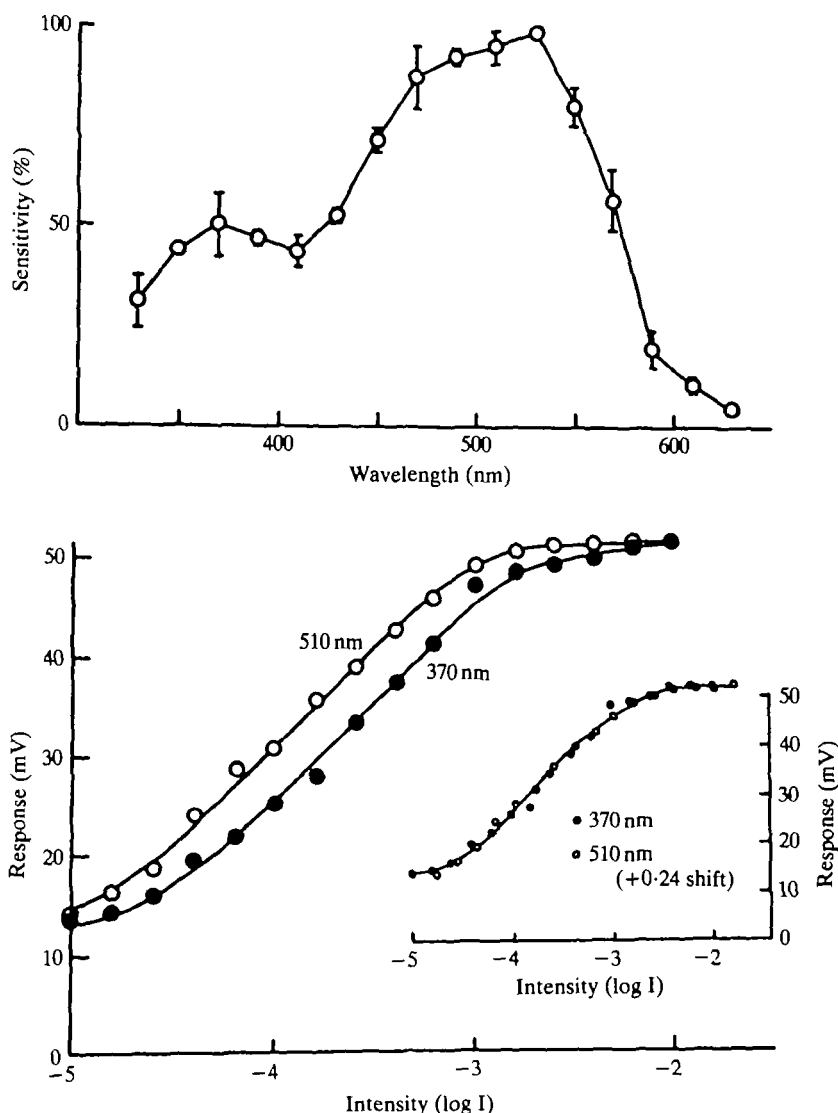 100
50
0
Sensitivity (%)
400
500
600
Wavelength (nm)
50
40
30
20
10
0
Response (mV)
510 nm
370 nm
-5
-4
-3
-2
Intensity (log I)
50
40
30
20
10
0
Response (mV)
370 nm
510 nm
(+0·24 shift)
−5
−4
−3
−2
Intensity (log I)